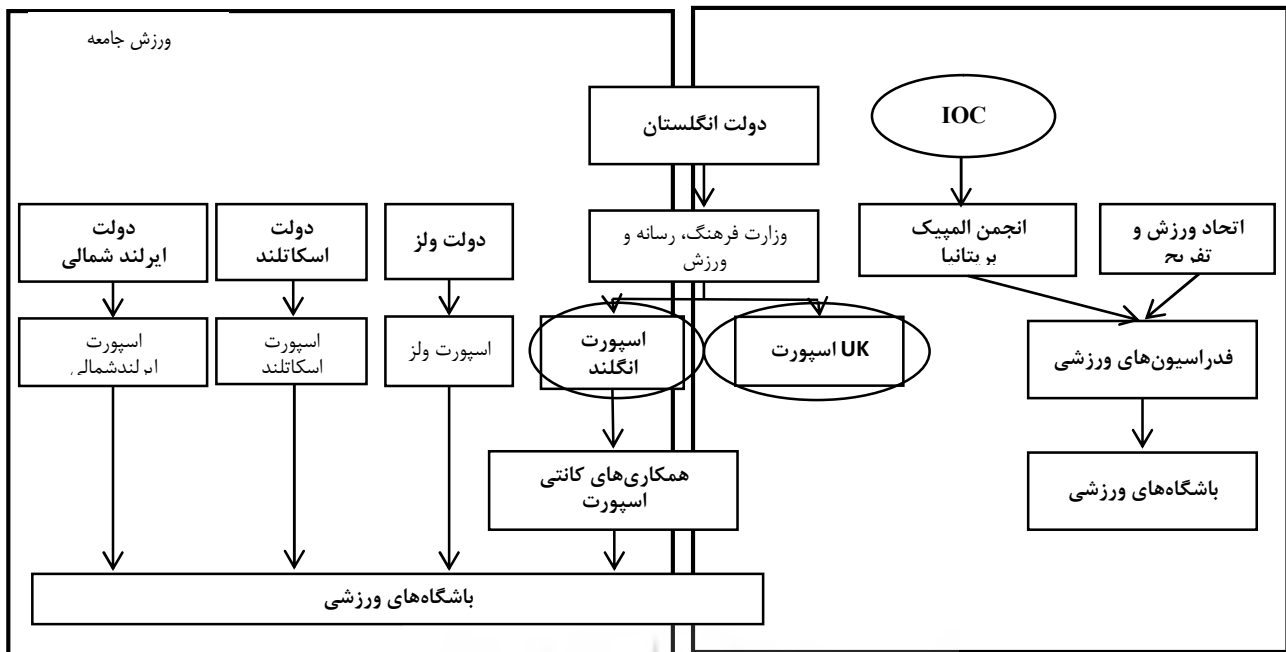 ورزش جامعه
دولت انگلستان
IOC
دولت
ایرلند شمالی
دولت
اسکاتلند
دولت ولز
وزارت فرهنگ، رسانه و
ورزش
انجمن المپیک
بریتانیا
اتحاد ورزش و
تفریح
اسپورت
ایرلندشمالی
اسپورت
اسکاتلند
اسپورت ولز
اسپورت
انگلند
UK اسپورت
فدراسیون‌های ورزشی
همکاری‌های کانتی
اسپورت
باشگاه‌های ورزشی
باشگاه‌های ورزشی